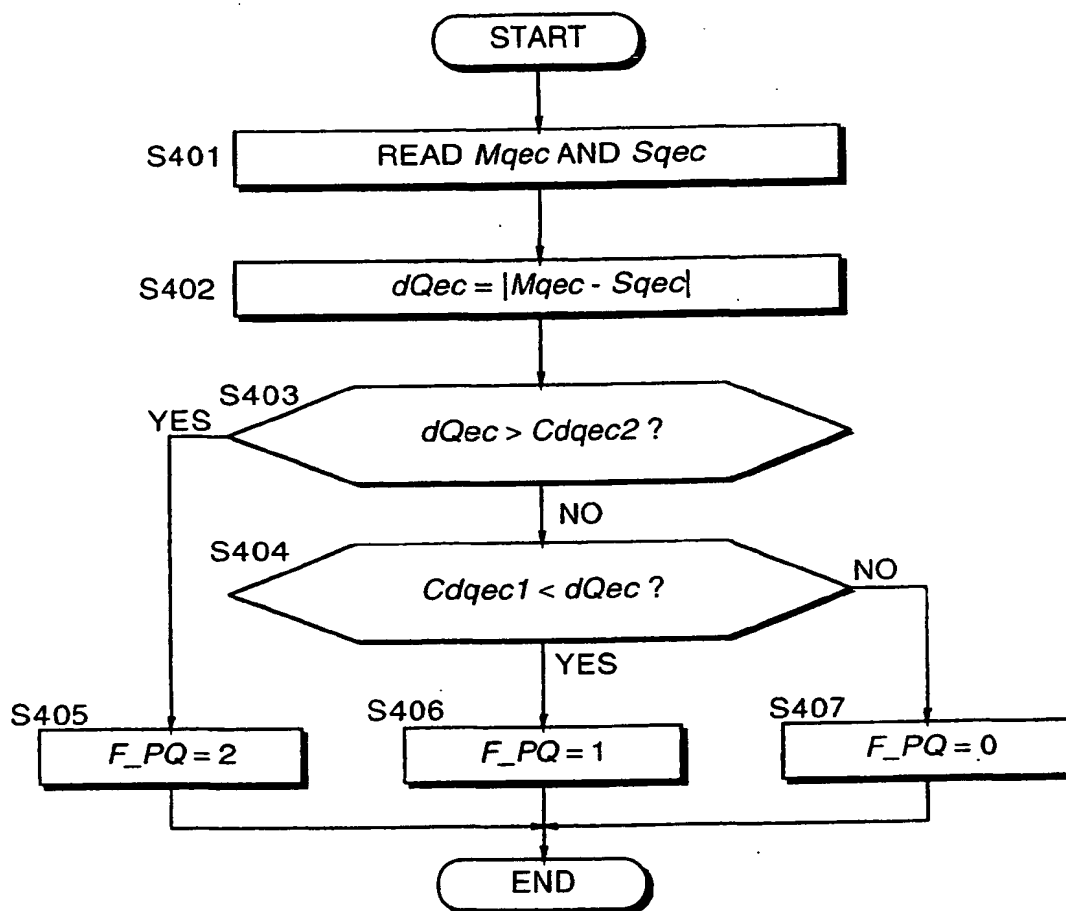 START
S401
READ Mqec AND Sqec
S402
dQec = |Mqec - Sqec|
S403
YES
dQec > Cdqec2 ?
NO
S404
Cdqec1 < dQec ?
NO
YES
S405
F_PQ = 2
S406
F_PQ = 1
S407
F_PQ = 0
END